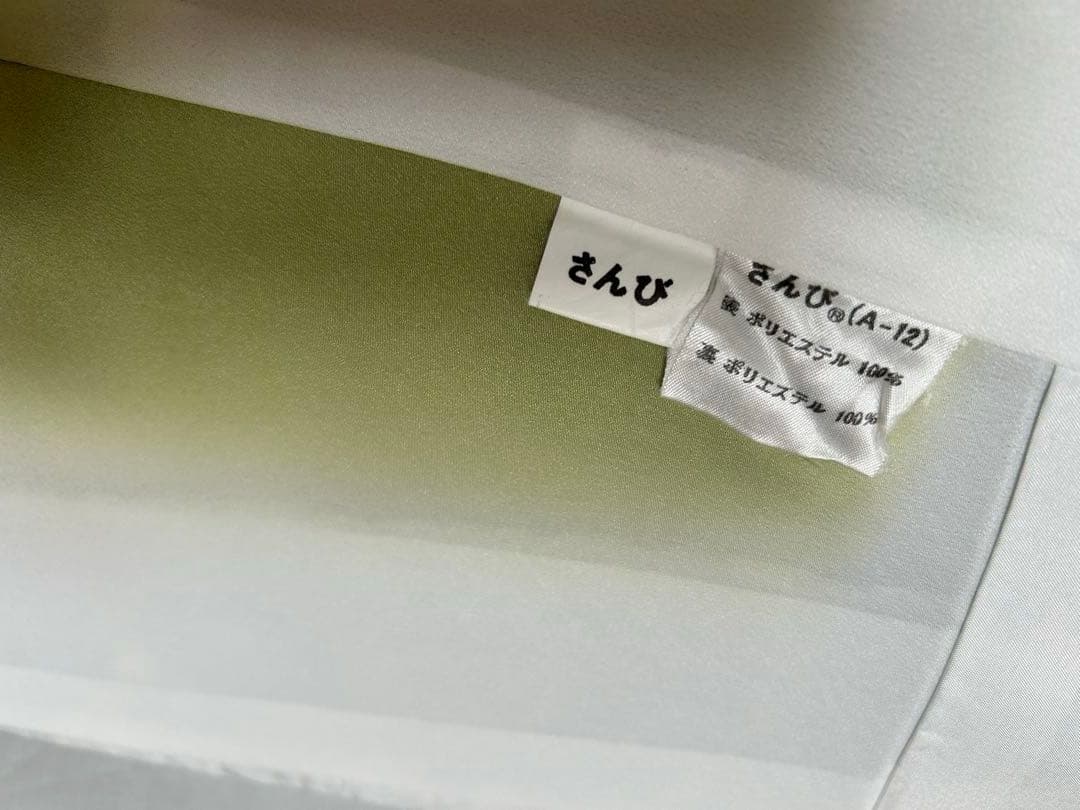 さんび
さんび®(A-12)
表 ポリエステル 100%
裏 ポリエステル 100%